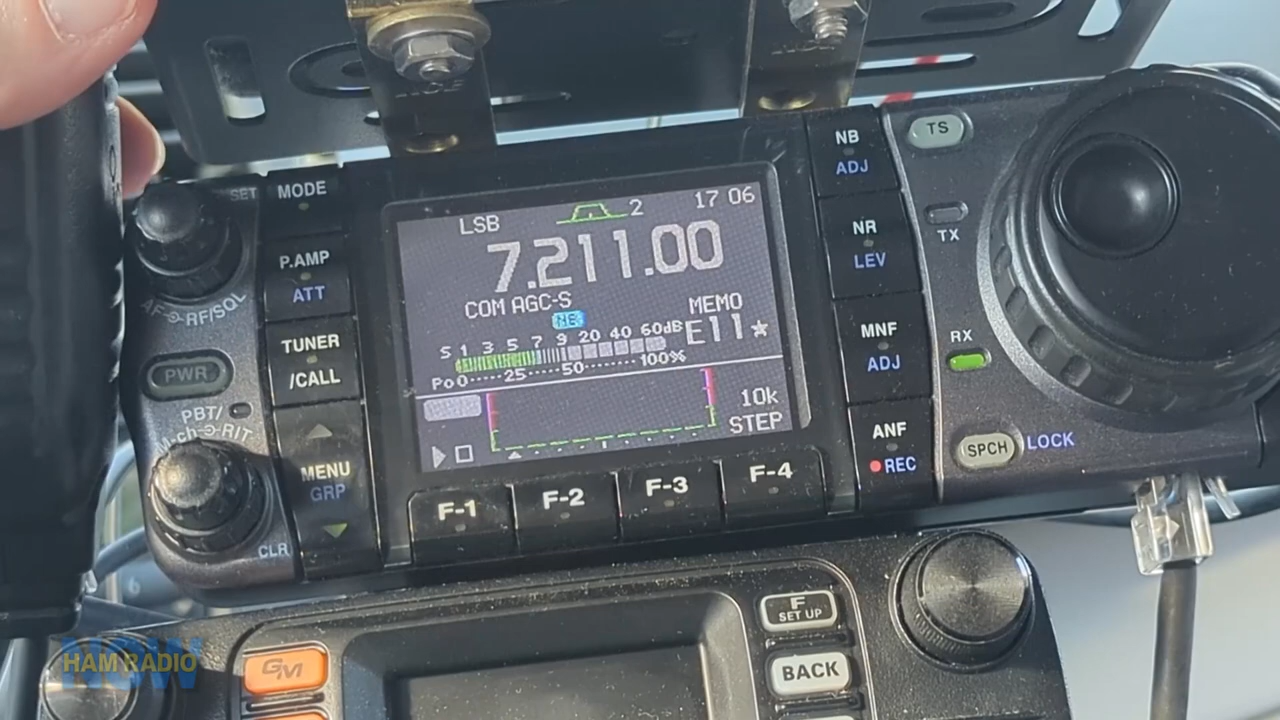 SET
MODE
P.AMP
ATT
TUNER
/CALL
AF RF/SQL
PWR
PBT/
M-ch RIT
MENU
GRP
CLR
LSB
2
17 06
7.211.00
COM AGC-S
NB
MEMO
E11
S 1 3 5 7 9 20 40 60dB
Po 0 25 50 100%
10k
STEP
F-1
F-2
F-3
F-4
NB
ADJ
NR
LEV
MNF
ADJ
ANF
REC
TS
TX
RX
SPCH
LOCK
F
SET UP
BACK
GM
NOW
HAM RADIO